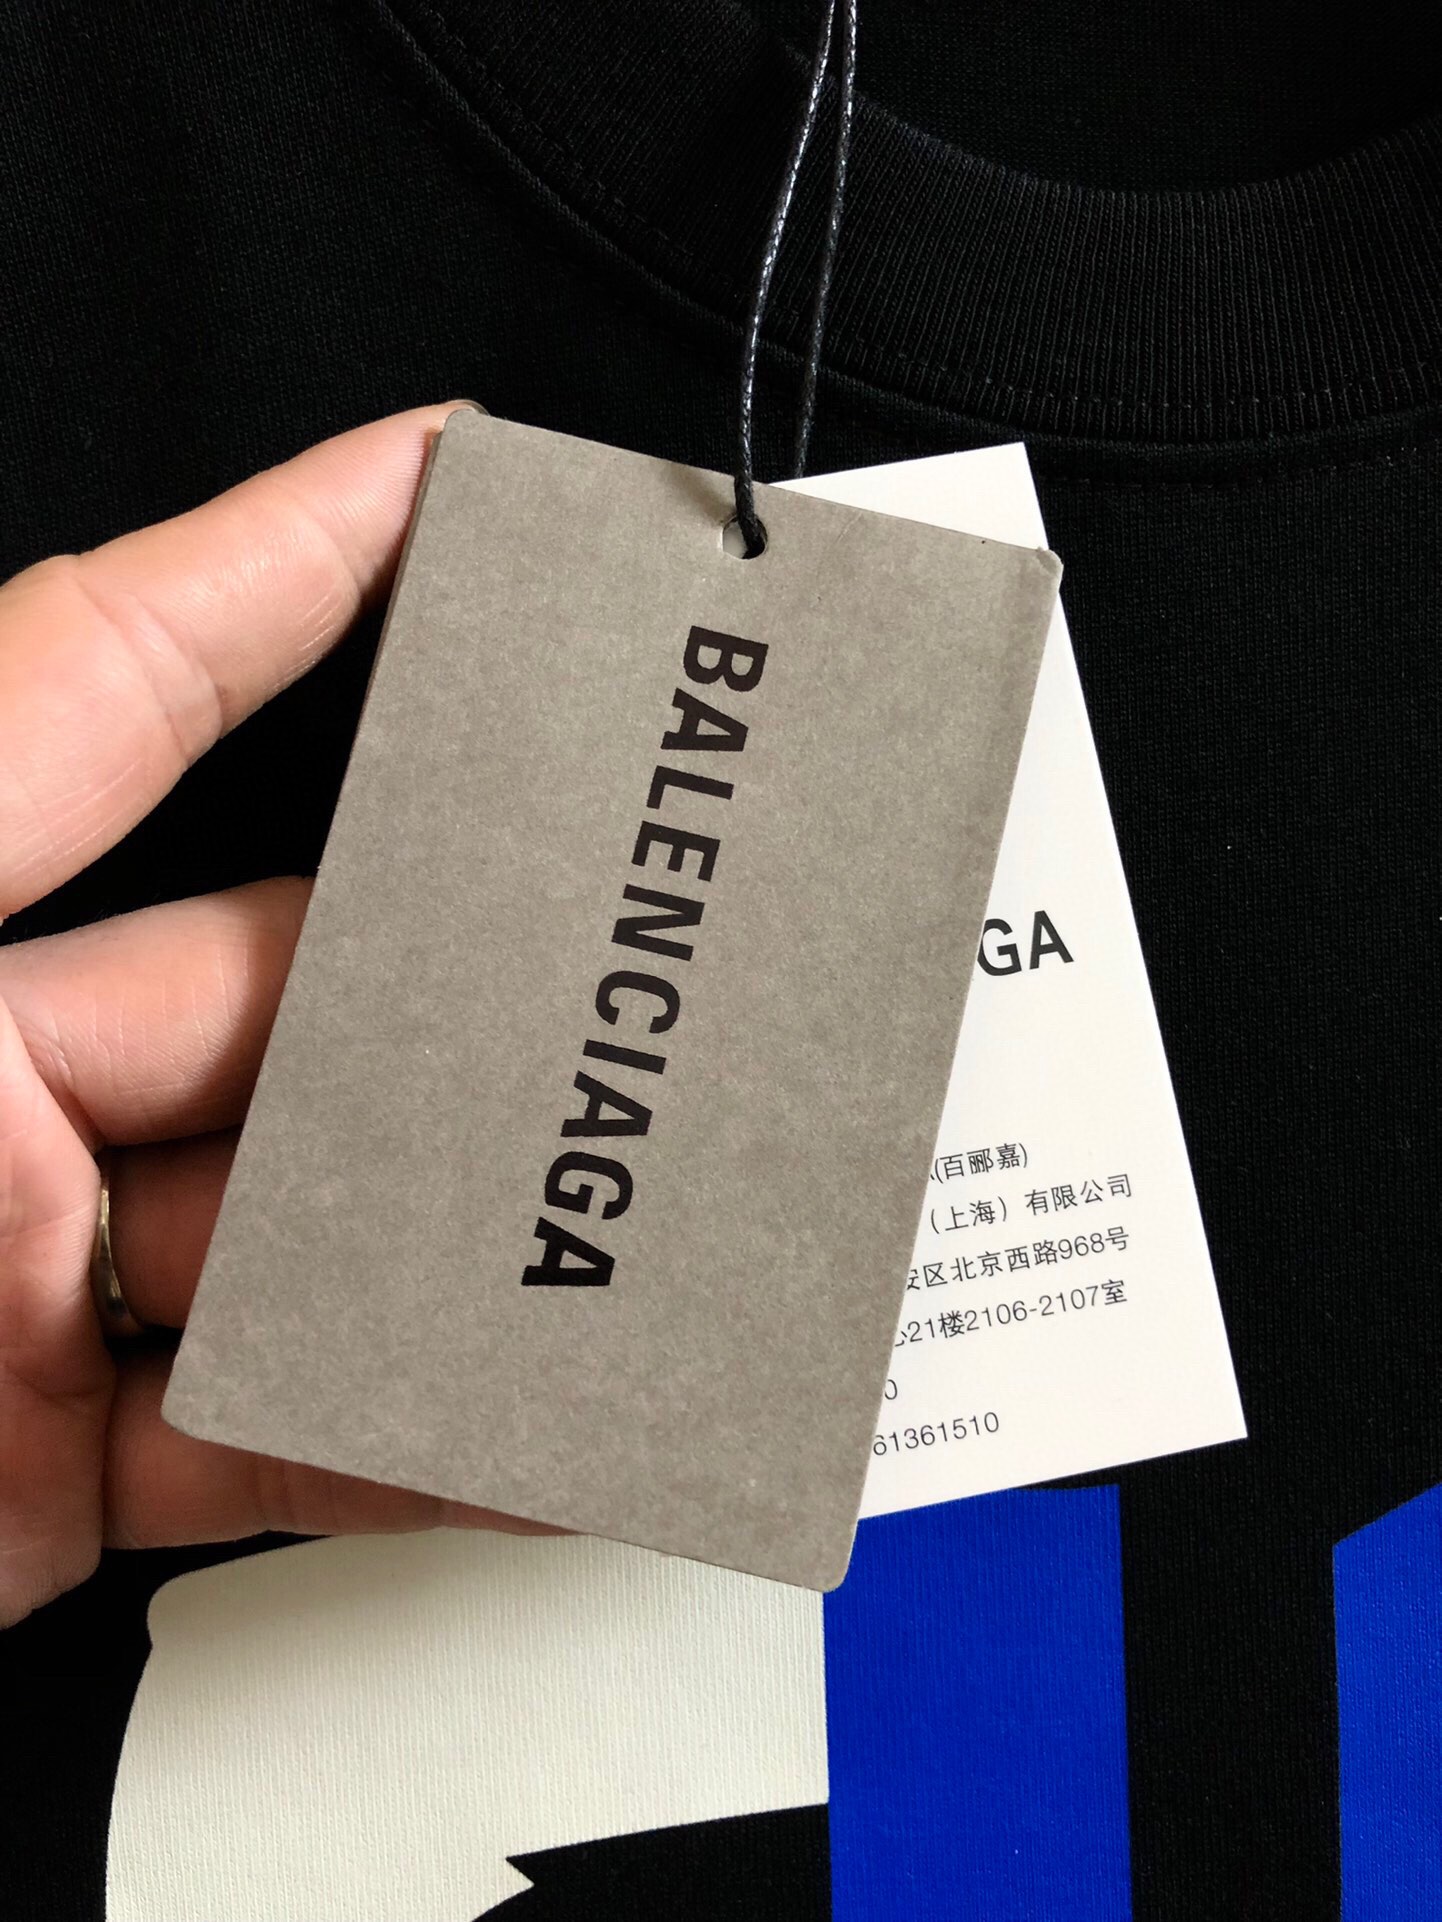 BALENCIAGA
GA
(百郦嘉)
（上海）有限公司
区北京西路968号
21楼2106-2107室
0
61361510